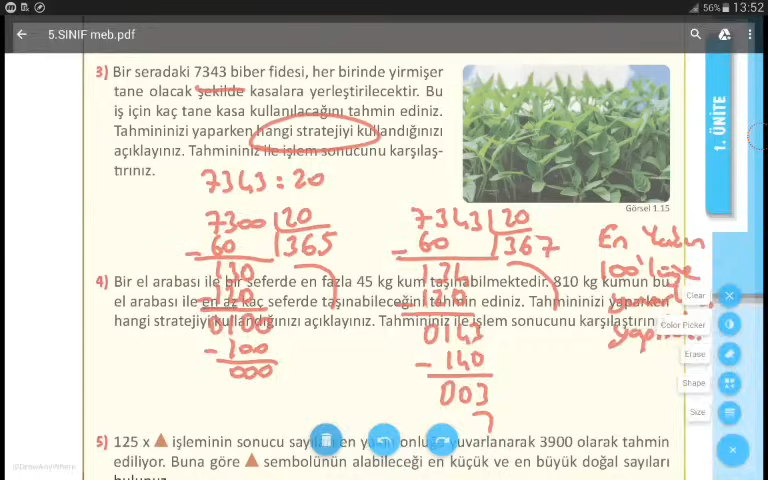 56% 13:52
5.SINIF meb.pdf
3) Bir seradaki 7343 biber fidesi, her birinde yirmişer
tane olacak şekilde kasalara yerleştirilecektir. Bu
iş için kaç tane kasa kullanılacağını tahmin ediniz.
Tahmininizi yaparken hangi stratejiyi kullandığınızı
açıklayınız. Tahmininiz ile işlem sonucunu karşılaş-
tırınız.
Görsel 1.15
1. ÜNİTE
7343 : 20
7300 20
- 60 365
130
- 120
0100
- 100
000
7343 20
- 60 367
134
- 120
0143
- 140
003
En Yakın
100'lüğe
4) Bir el arabası ile bir seferde en fazla 45 kg kum taşınabilmektedir. 810 kg kumun bu
el arabası ile en az kaç seferde taşınabileceğini tahmin ediniz. Tahmininizi yaparken
hangi stratejiyi kullandığınızı açıklayınız. Tahmininiz ile işlem sonucunu karşılaştırın
Clear
Color Picker
Erase
Shape
Size
5) 125 x işleminin sonucu sayıların en yakın onluğa yuvarlanarak 3900 olarak tahmin
ediliyor. Buna göre sembolünün alabileceği en küçük ve en büyük doğal sayıları
bulunuz.
@DrawAnyWhere